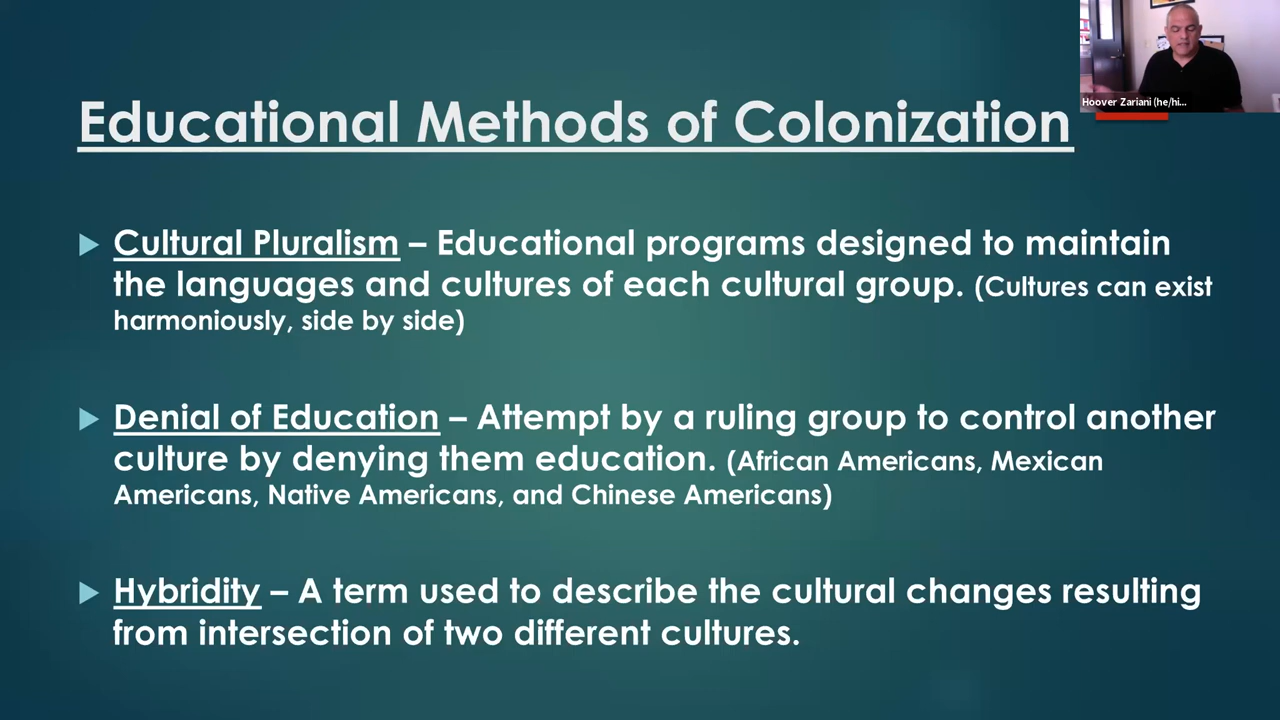 Educational Methods of Colonization
Hoover Zariani (he/hi...
Cultural Pluralism – Educational programs designed to maintain
the languages and cultures of each cultural group. (Cultures can exist
harmoniously, side by side)
Denial of Education – Attempt by a ruling group to control another
culture by denying them education. (African Americans, Mexican
Americans, Native Americans, and Chinese Americans)
Hybridity – A term used to describe the cultural changes resulting
from intersection of two different cultures.